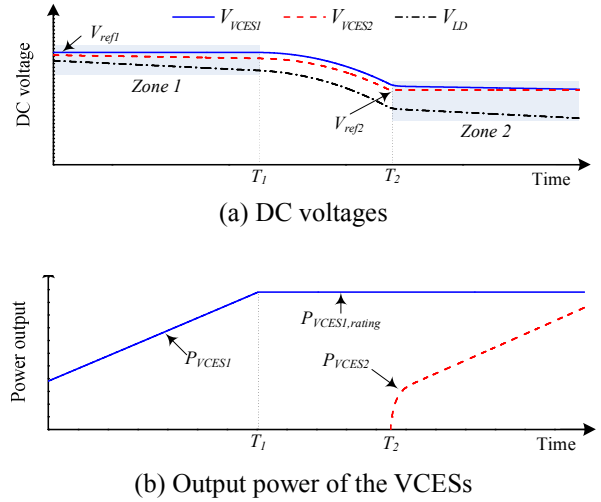 V_VCES1 V_VCES2 V_LD
V_ref1
DC voltage
Zone 1
V_ref2
Zone 2
T_1 T_2 Time
(a) DC voltages
Power output
P_VCES1
P_VCES1,rating
P_VCES2
T_1 T_2 Time
(b) Output power of the VCESs